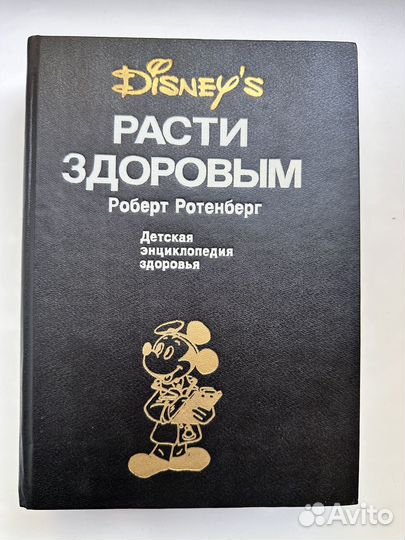 Disney's
РАСТИ
ЗДОРОВЫМ
Роберт Ротенберг
Детская
энциклопедия
здоровья
Avito